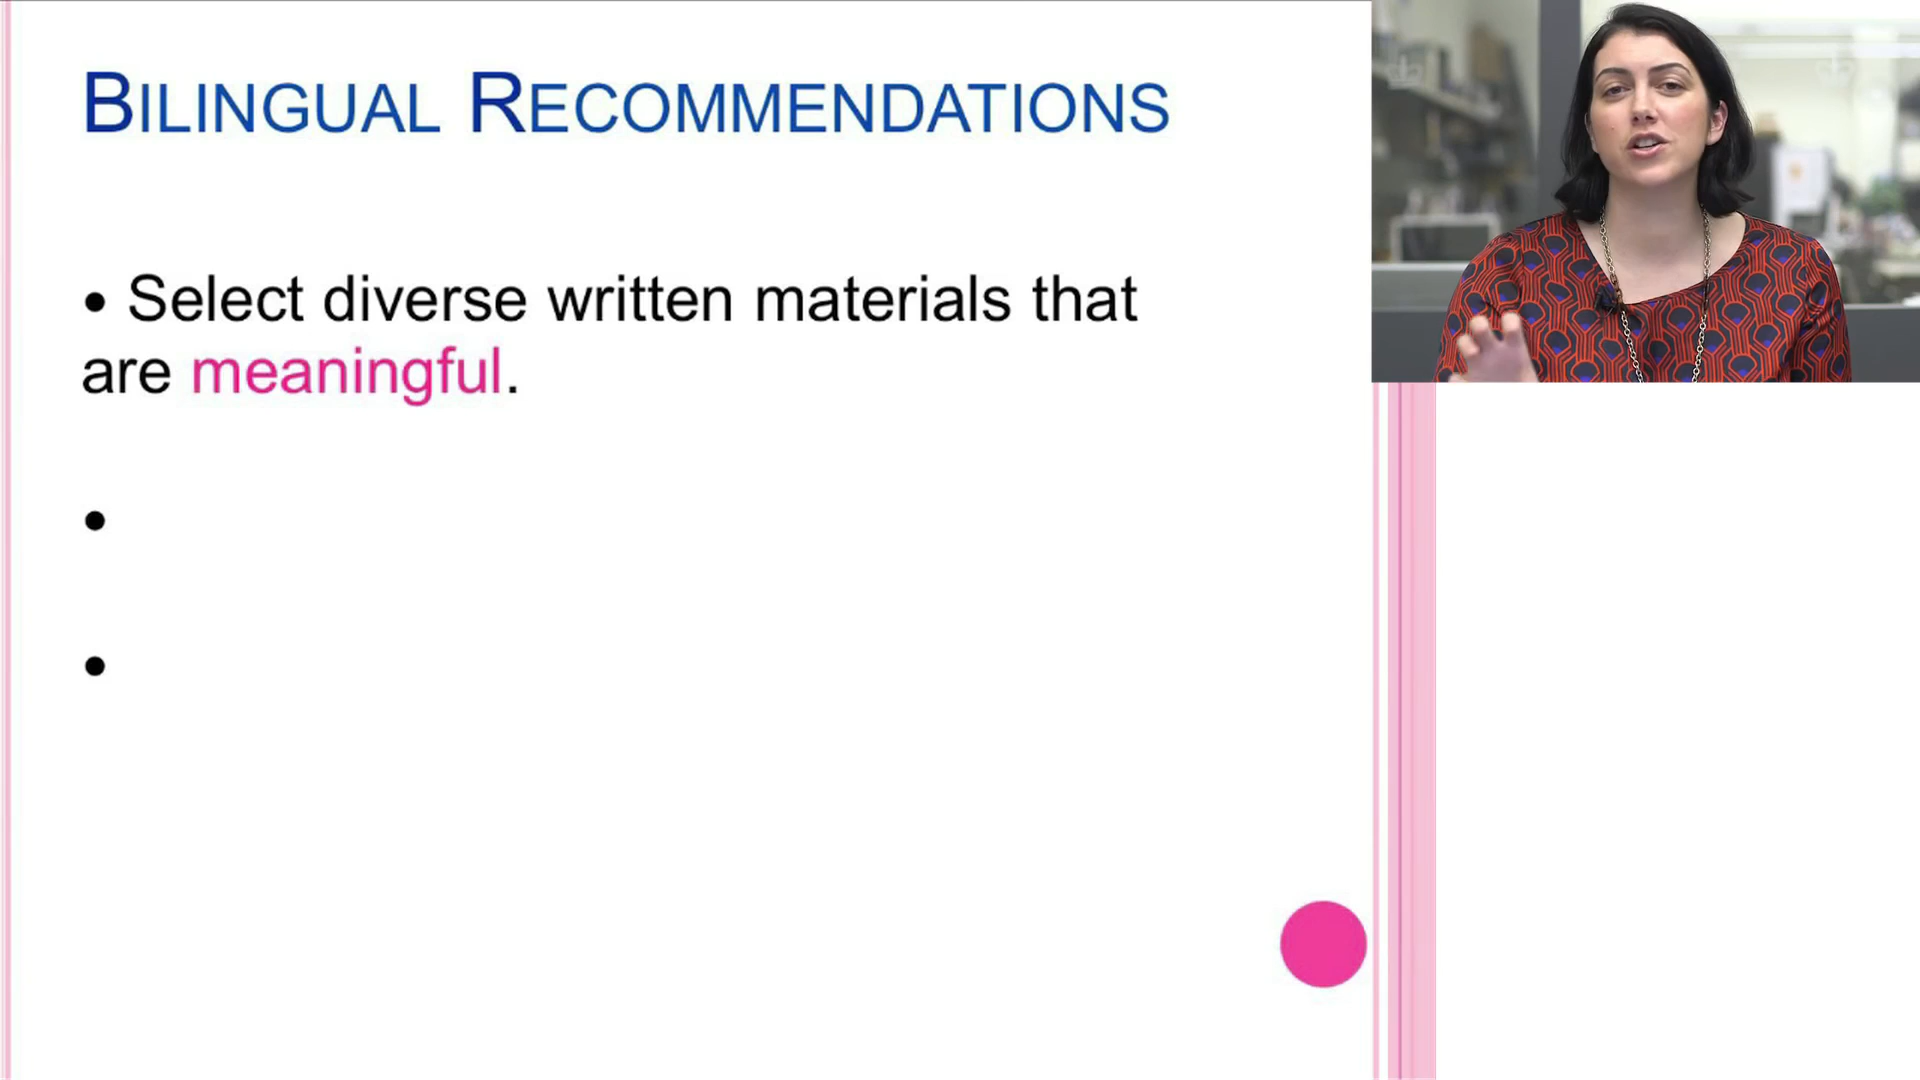 BILINGUAL RECOMMENDATIONS
• Select diverse written materials that
are meaningful.
•
•